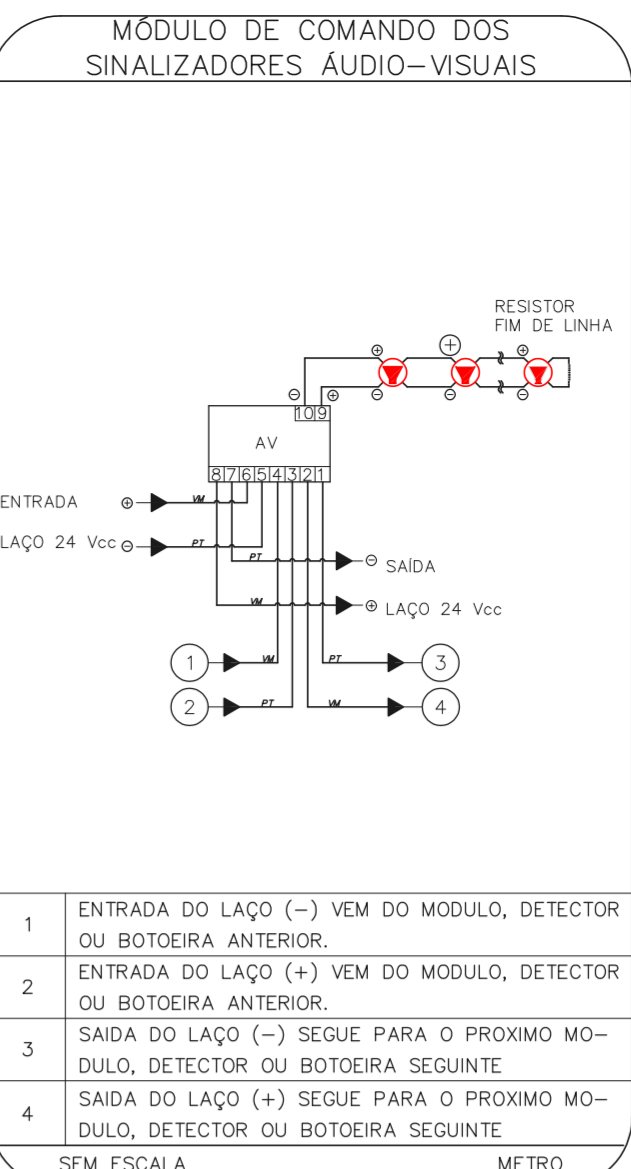 MÓDULO DE COMANDO DOS
SINALIZADORES ÁUDIO-VISUAIS
RESISTOR
FIM DE LINHA
+ + +
- - -
- +
10 9
AV
8 7 6 5 4 3 2 1
ENTRADA + VM
LAÇO 24 Vcc - PT
PT - SAÍDA
VM + LAÇO 24 Vcc
1 VM PT 3
2 PT VM 4
1 ENTRADA DO LAÇO (-) VEM DO MODULO, DETECTOR
OU BOTOEIRA ANTERIOR.
2 ENTRADA DO LAÇO (+) VEM DO MODULO, DETECTOR
OU BOTOEIRA ANTERIOR.
3 SAIDA DO LAÇO (-) SEGUE PARA O PROXIMO MO-
DULO, DETECTOR OU BOTOEIRA SEGUINTE
4 SAIDA DO LAÇO (+) SEGUE PARA O PROXIMO MO-
DULO, DETECTOR OU BOTOEIRA SEGUINTE
SEM ESCALA METRO